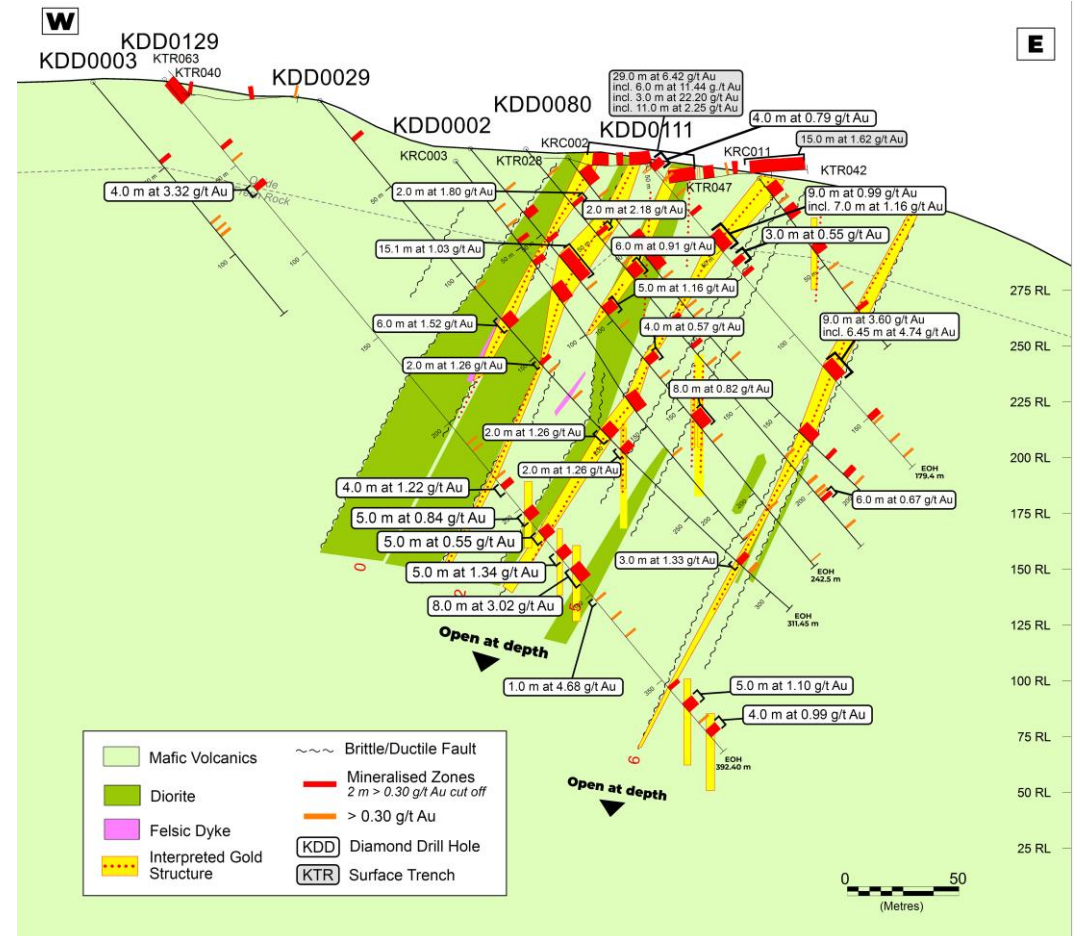 W
E
KDD0129
KDD0003
KTR063
KTR040
KDD0029
KDD0080
KDD0002
KDD0111
KRC002
KRC003
KTR028
KRC011
KTR047
KTR042
29.0 m at 6.42 g/t Au
incl. 6.0 m at 11.44 g./t Au
incl. 3.0 m at 22.20 g/t Au
incl. 11.0 m at 2.25 g/t Au
4.0 m at 0.79 g/t Au
15.0 m at 1.62 g/t Au
4.0 m at 3.32 g/t Au
2.0 m at 1.80 g/t Au
2.0 m at 2.18 g/t Au
9.0 m at 0.99 g/t Au
incl. 7.0 m at 1.16 g/t Au
3.0 m at 0.55 g/t Au
15.1 m at 1.03 g/t Au
6.0 m at 0.91 g/t Au
5.0 m at 1.16 g/t Au
6.0 m at 1.52 g/t Au
4.0 m at 0.57 g/t Au
9.0 m at 3.60 g/t Au
incl. 6.45 m at 4.74 g/t Au
2.0 m at 1.26 g/t Au
8.0 m at 0.82 g/t Au
2.0 m at 1.26 g/t Au
2.0 m at 1.26 g/t Au
4.0 m at 1.22 g/t Au
6.0 m at 0.67 g/t Au
5.0 m at 0.84 g/t Au
5.0 m at 0.55 g/t Au
5.0 m at 1.34 g/t Au
3.0 m at 1.33 g/t Au
8.0 m at 3.02 g/t Au
1.0 m at 4.68 g/t Au
5.0 m at 1.10 g/t Au
4.0 m at 0.99 g/t Au
EOH
179.4 m
EOH
242.5 m
EOH
311.45 m
EOH
392.40 m
0
2
5
6
Open at depth
Open at depth
275 RL
250 RL
225 RL
200 RL
175 RL
150 RL
125 RL
100 RL
75 RL
50 RL
25 RL
Mafic Volcanics
Diorite
Felsic Dyke
Interpreted Gold
Structure
Brittle/Ductile Fault
Mineralised Zones
2 m > 0.30 g/t Au cut off
> 0.30 g/t Au
KDD Diamond Drill Hole
KTR Surface Trench
0 50
(Metres)